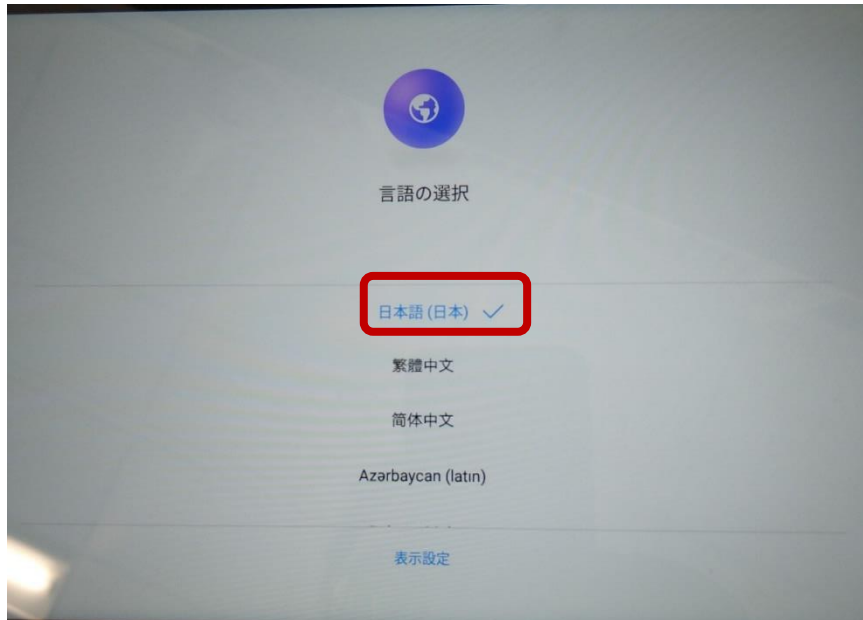 言語の選択
日本語 (日本)
繁體中文
简体中文
Azərbaycan (latın)
表示設定